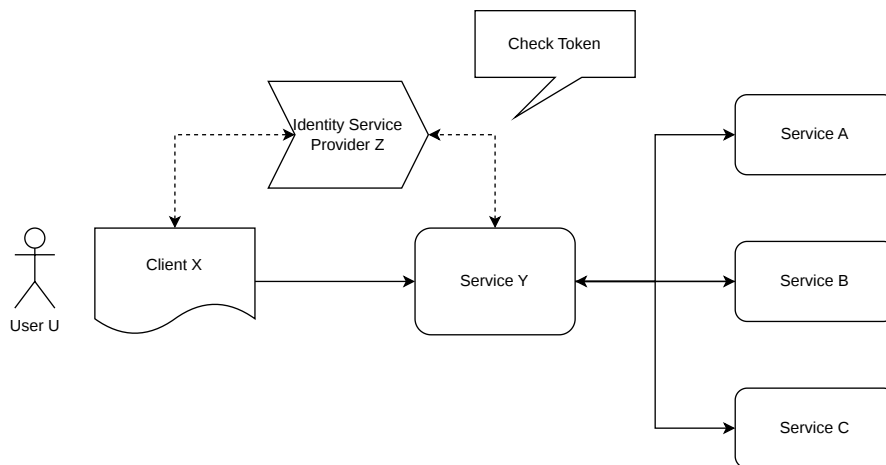 Check Token
Identity Service
Provider Z
Service A
Client X
Service Y
Service B
User U
Service C